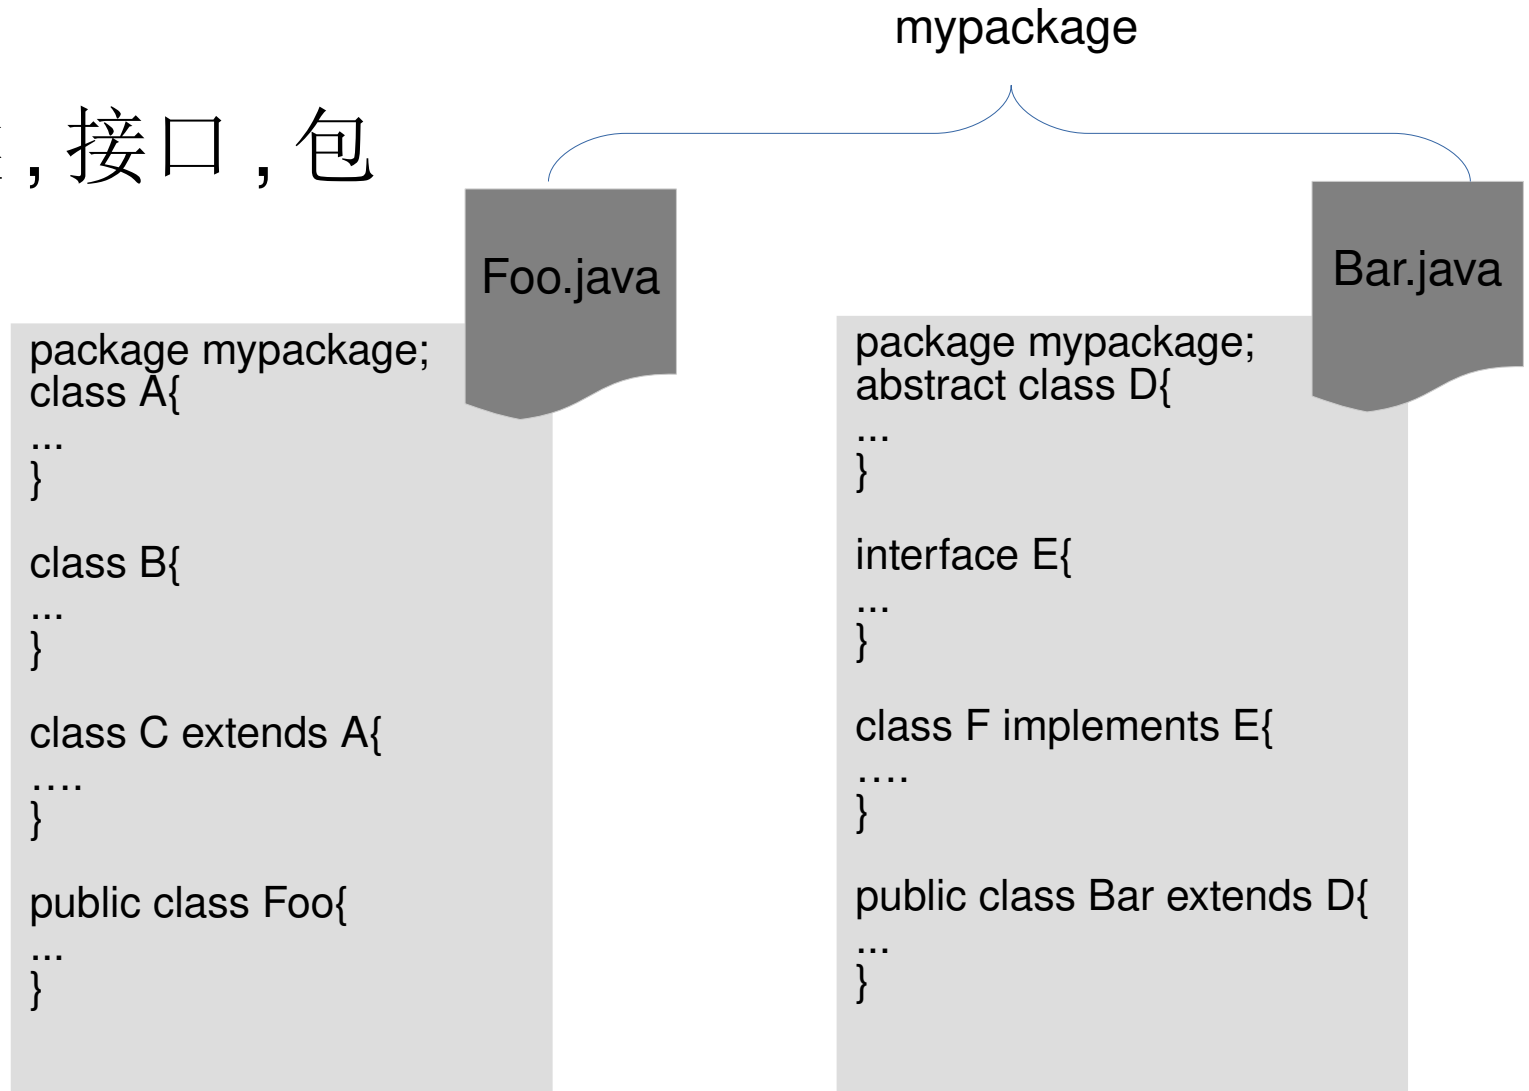 mypackage
,接口,包
Foo.java
package mypackage;
class A{
...
}
class B{
...
}
class C extends A{
....
}
public class Foo{
...
}
Bar.java
package mypackage;
abstract class D{
...
}
interface E{
...
}
class F implements E{
....
}
public class Bar extends D{
...
}